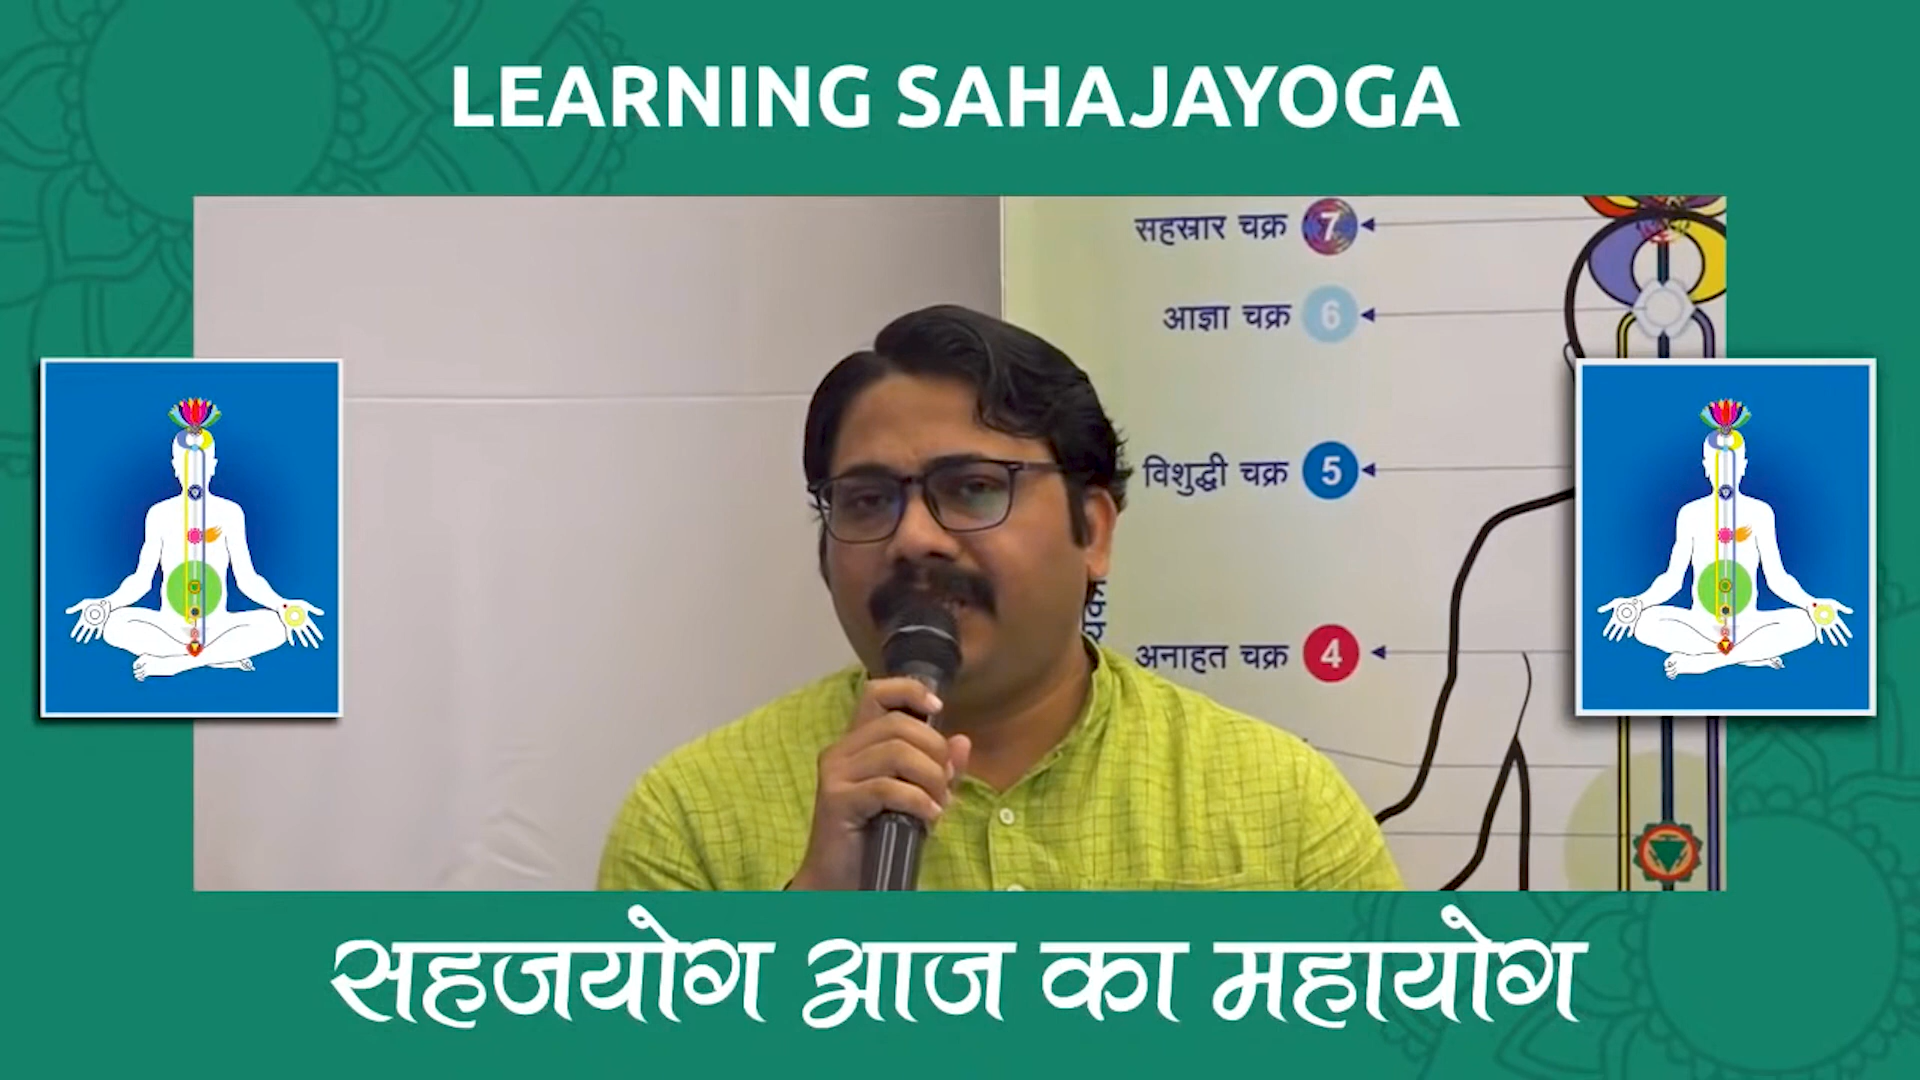 LEARNING SAHAJAYOGA
सहस्रार चक्र 7
आज्ञा चक्र 6
विशुद्धी चक्र 5
अनाहत चक्र 4
सहजयोग आज का महायोग